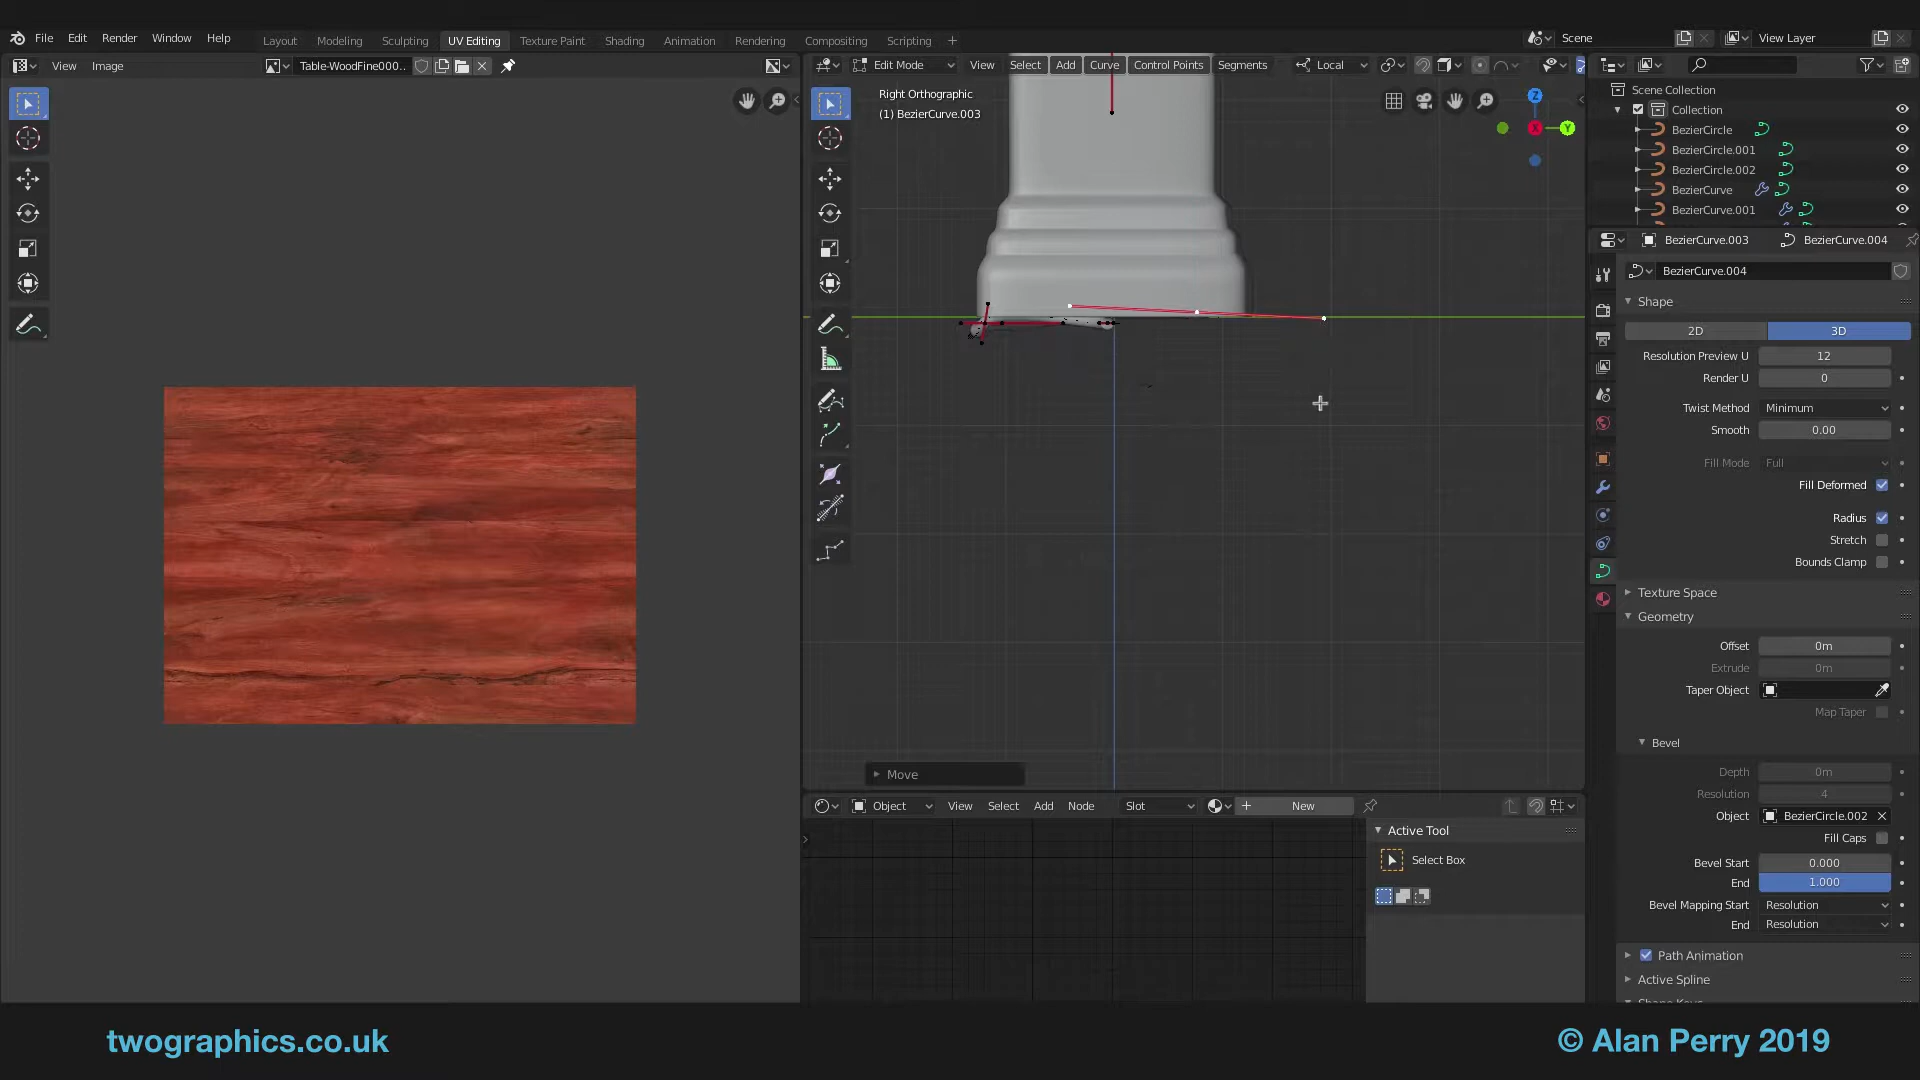 File Edit Render Window Help
Layout Modeling Sculpting UV Editing Texture Paint Shading Animation Rendering Compositing Scripting +
Scene
View Layer
View Image
Table-WoodFine000..
Edit Mode View Select Add Curve Control Points Segments Local
Right Orthographic
(1) BezierCurve.003
Z
X
Y
Scene Collection
Collection
BezierCircle
BezierCircle.001
BezierCircle.002
BezierCurve
BezierCurve.001
BezierCurve.003 BezierCurve.004
BezierCurve.004
Shape
2D 3D
Resolution Preview U 12
Render U 0
Twist Method Minimum
Smooth 0.00
Fill Mode Full
Fill Deformed
Radius
Stretch
Bounds Clamp
Texture Space
Geometry
Offset 0m
Extrude 0m
Taper Object
Map Taper
Bevel
Depth 0m
Resolution 4
Object BezierCircle.002
Fill Caps
Bevel Start 0.000
End 1.000
Bevel Mapping Start Resolution
End Resolution
Path Animation
Active Spline
Shape Keys
Move
Object View Select Add Node Slot New
Active Tool
Select Box
twographics.co.uk
© Alan Perry 2019